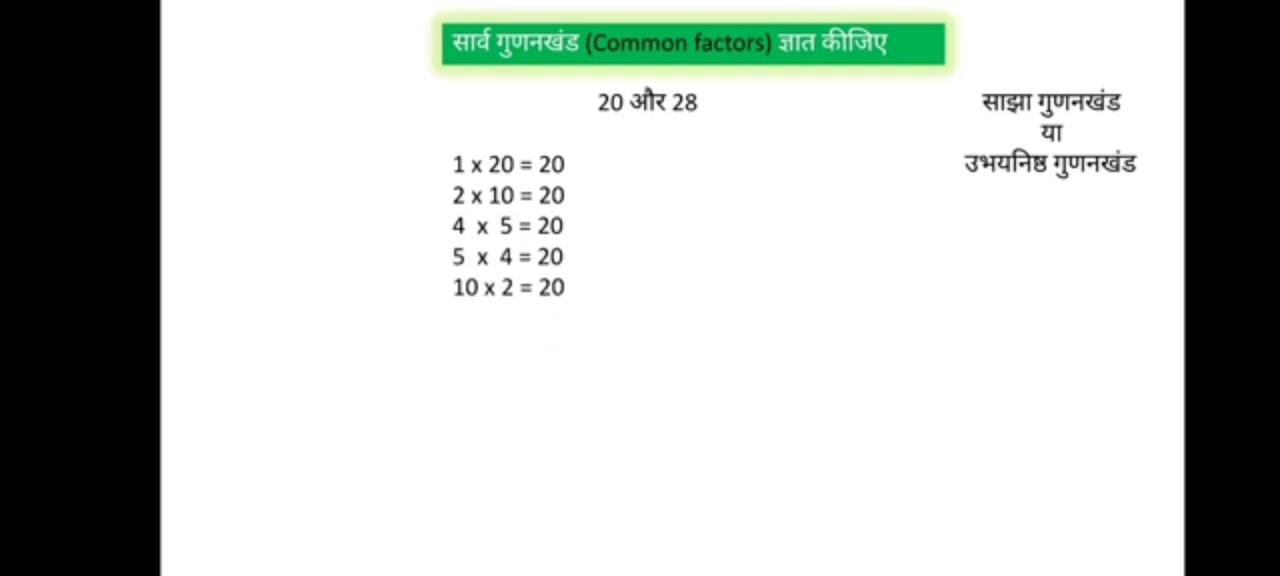 सार्व गुणनखंड (Common factors) ज्ञात कीजिए
20 और 28
साझा गुणनखंड
या
उभयनिष्ठ गुणनखंड
1 x 20 = 20
2 x 10 = 20
4 x 5 = 20
5 x 4 = 20
10 x 2 = 20